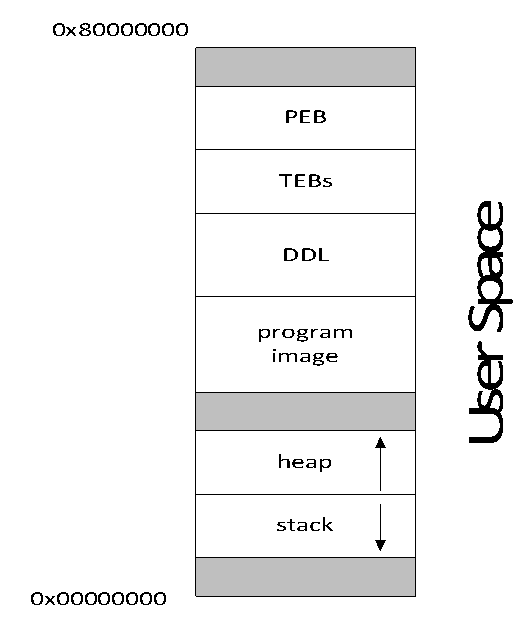 0x80000000
PEB
TEBs
DDL
program
image
heap
stack
0x00000000
User Space